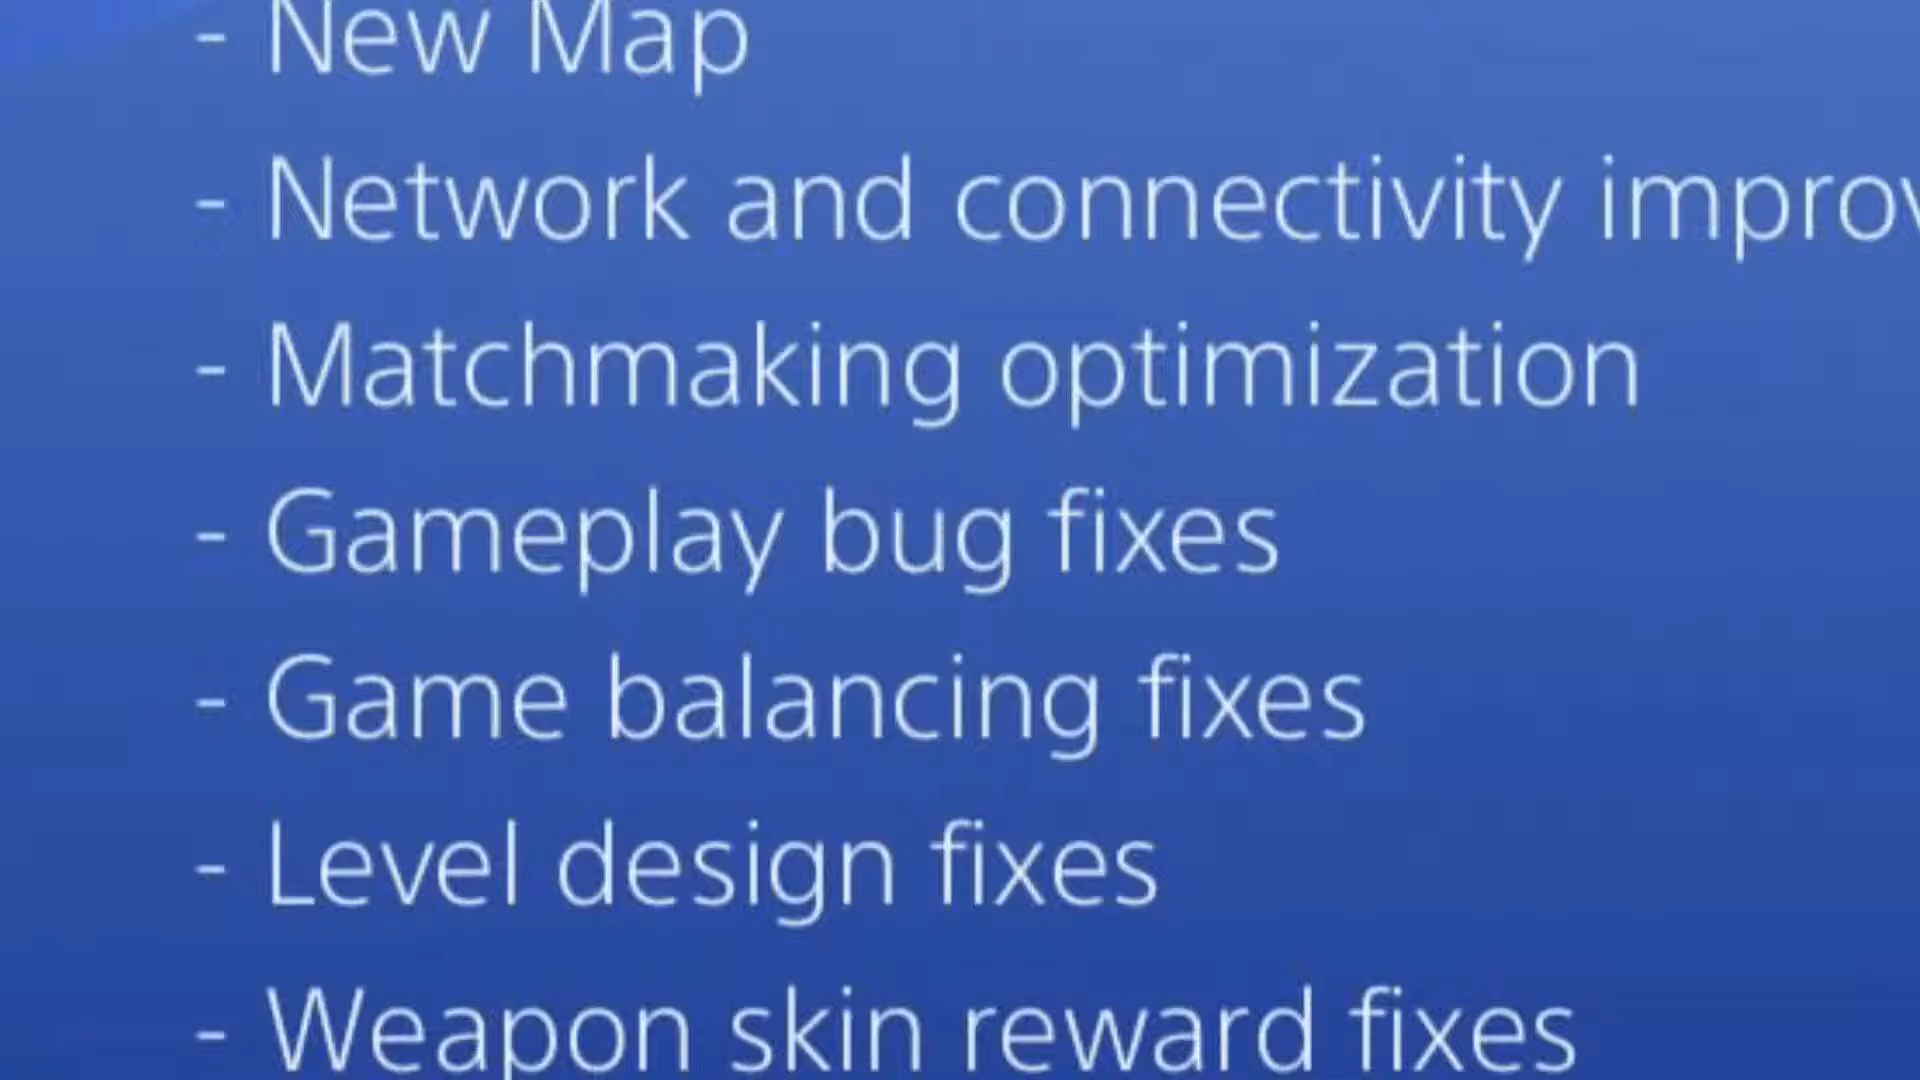 - New Map
- Network and connectivity improv
- Matchmaking optimization
- Gameplay bug fixes
- Game balancing fixes
- Level design fixes
- Weapon skin reward fixes